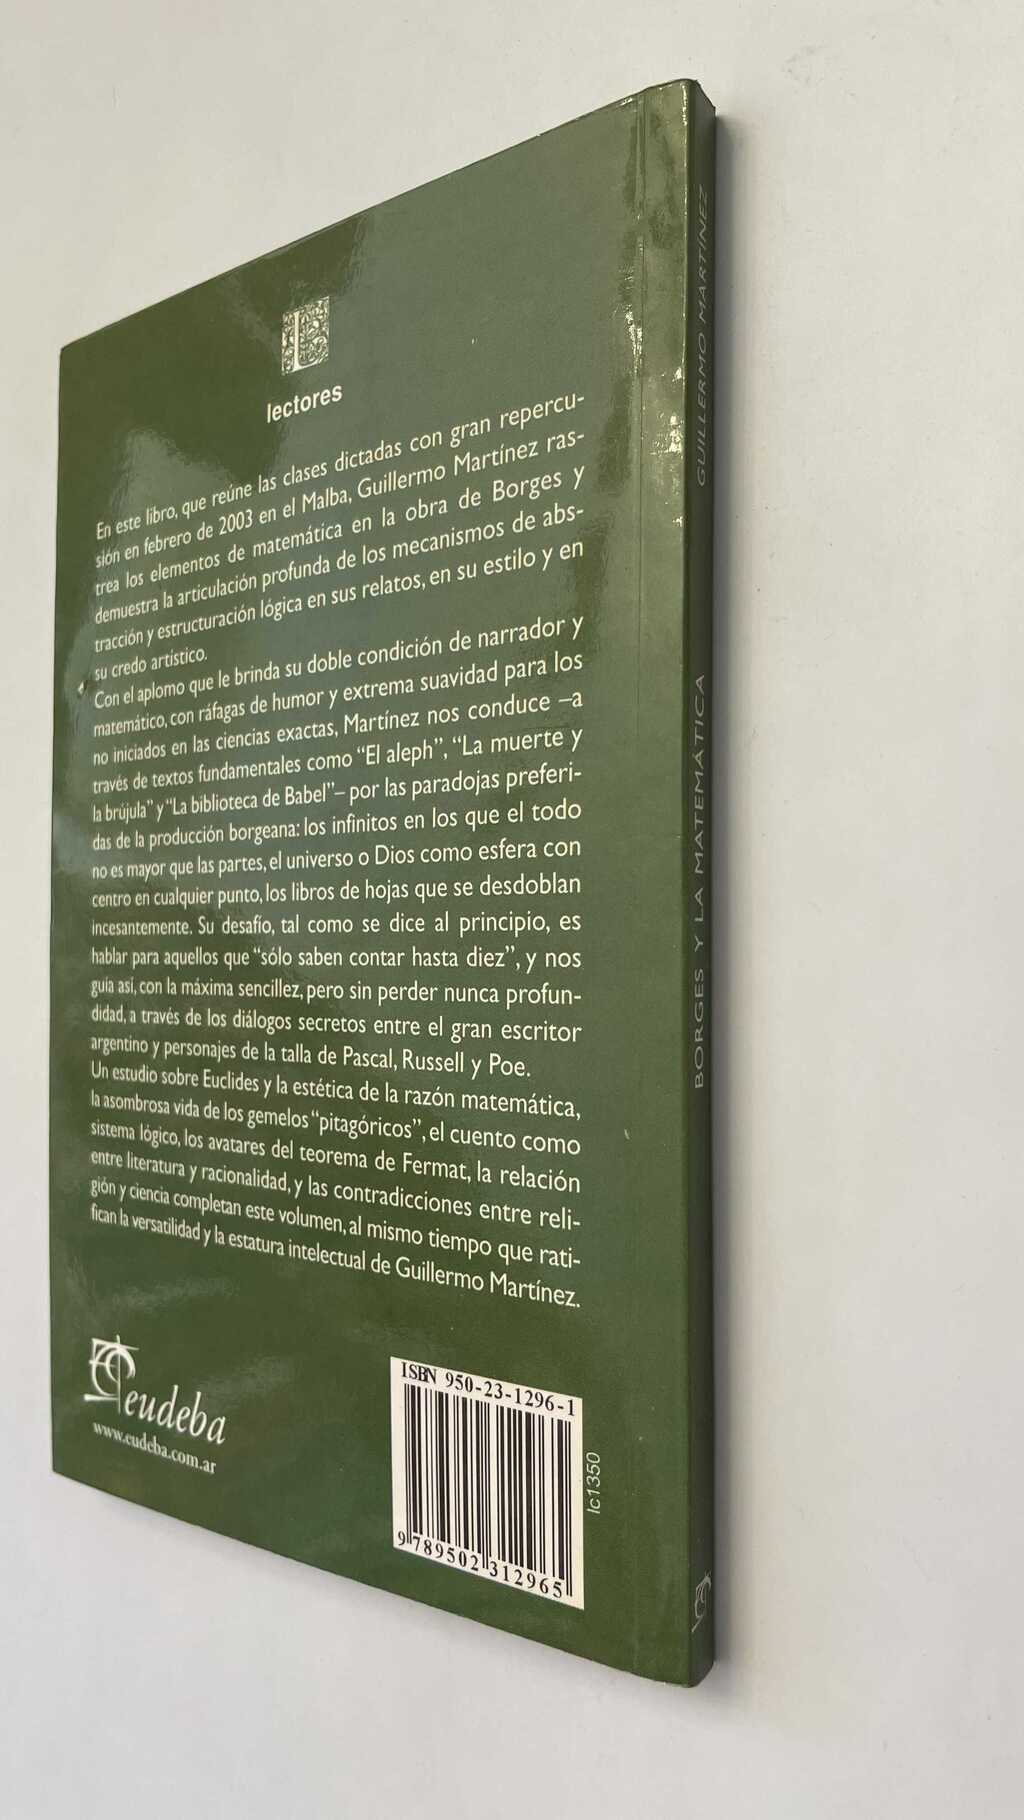 L
lectores
En este libro, que reúne las clases dictadas con gran repercu-
sión en febrero de 2003 en el Malba, Guillermo Martínez ras-
trea los elementos de matemática en la obra de Borges y
demuestra la articulación profunda de los mecanismos de abs-
tracción y estructuración lógica en sus relatos, en su estilo y en
su credo artístico.
Con el aplomo que le brinda su doble condición de narrador y
matemático, con ráfagas de humor y extrema suavidad para los
no iniciados en las ciencias exactas, Martínez nos conduce –a
través de textos fundamentales como “El aleph”, “La muerte y
la brújula” y “La biblioteca de Babel”– por las paradojas preferi-
das de la producción borgeana: los infinitos en los que el todo
no es mayor que las partes, el universo o Dios como esfera con
centro en cualquier punto, los libros de hojas que se desdoblan
incesantemente. Su desafío, tal como se dice al principio, es
hablar para aquellos que “sólo saben contar hasta diez”, y nos
guía así, con la máxima sencillez, pero sin perder nunca profun-
didad, a través de los diálogos secretos entre el gran escritor
argentino y personajes de la talla de Pascal, Russell y Poe.
Un estudio sobre Euclides y la estética de la razón matemática,
la asombrosa vida de los gemelos “pitagóricos”, el cuento como
sistema lógico, los avatares del teorema de Fermat, la relación
entre literatura y racionalidad, y las contradicciones entre reli-
gión y ciencia completan este volumen, al mismo tiempo que rati-
fican la versatilidad y la estatura intelectual de Guillermo Martínez.
eudeba
www.eudeba.com.ar
ISBN 950-23-1296-1
9 789502 312965
lc1350
BORGES Y LA MATEMÁTICA
GUILLERMO MARTÍNEZ